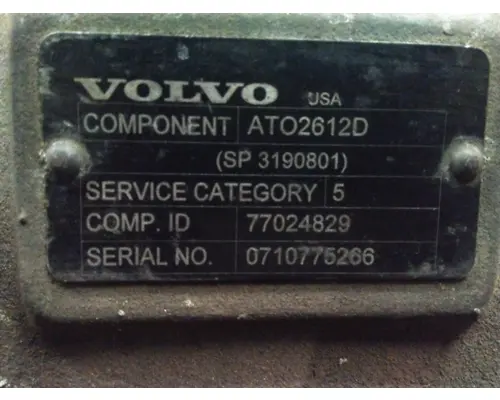 VOLVO USA
COMPONENT ATO2612D
(SP 3190801)
SERVICE CATEGORY 5
COMP. ID 77024829
SERIAL NO. 0710775266